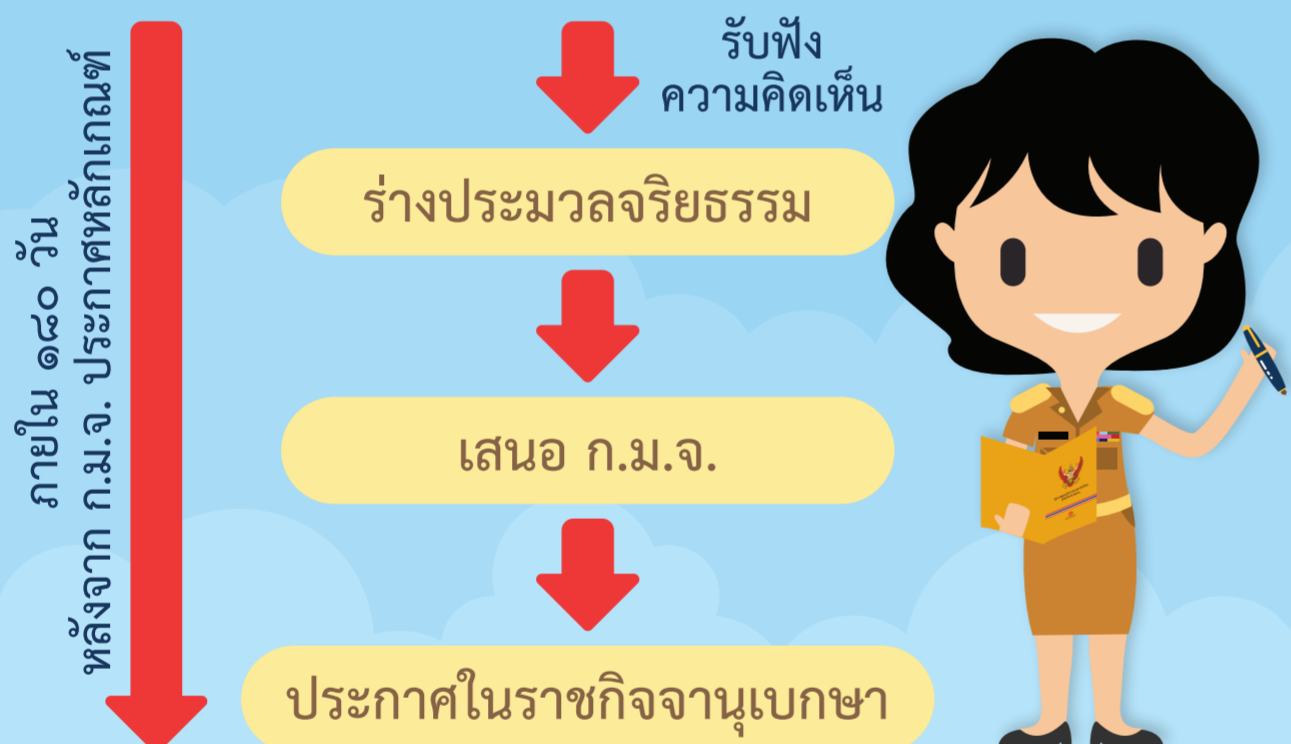 ภายใน ๑๘๐ วัน
หลังจาก ก.ม.จ. ประกาศหลักเกณฑ์
รับฟัง
ความคิดเห็น
ร่างประมวลจริยธรรม
เสนอ ก.ม.จ.
ประกาศในราชกิจจานุเบกษา